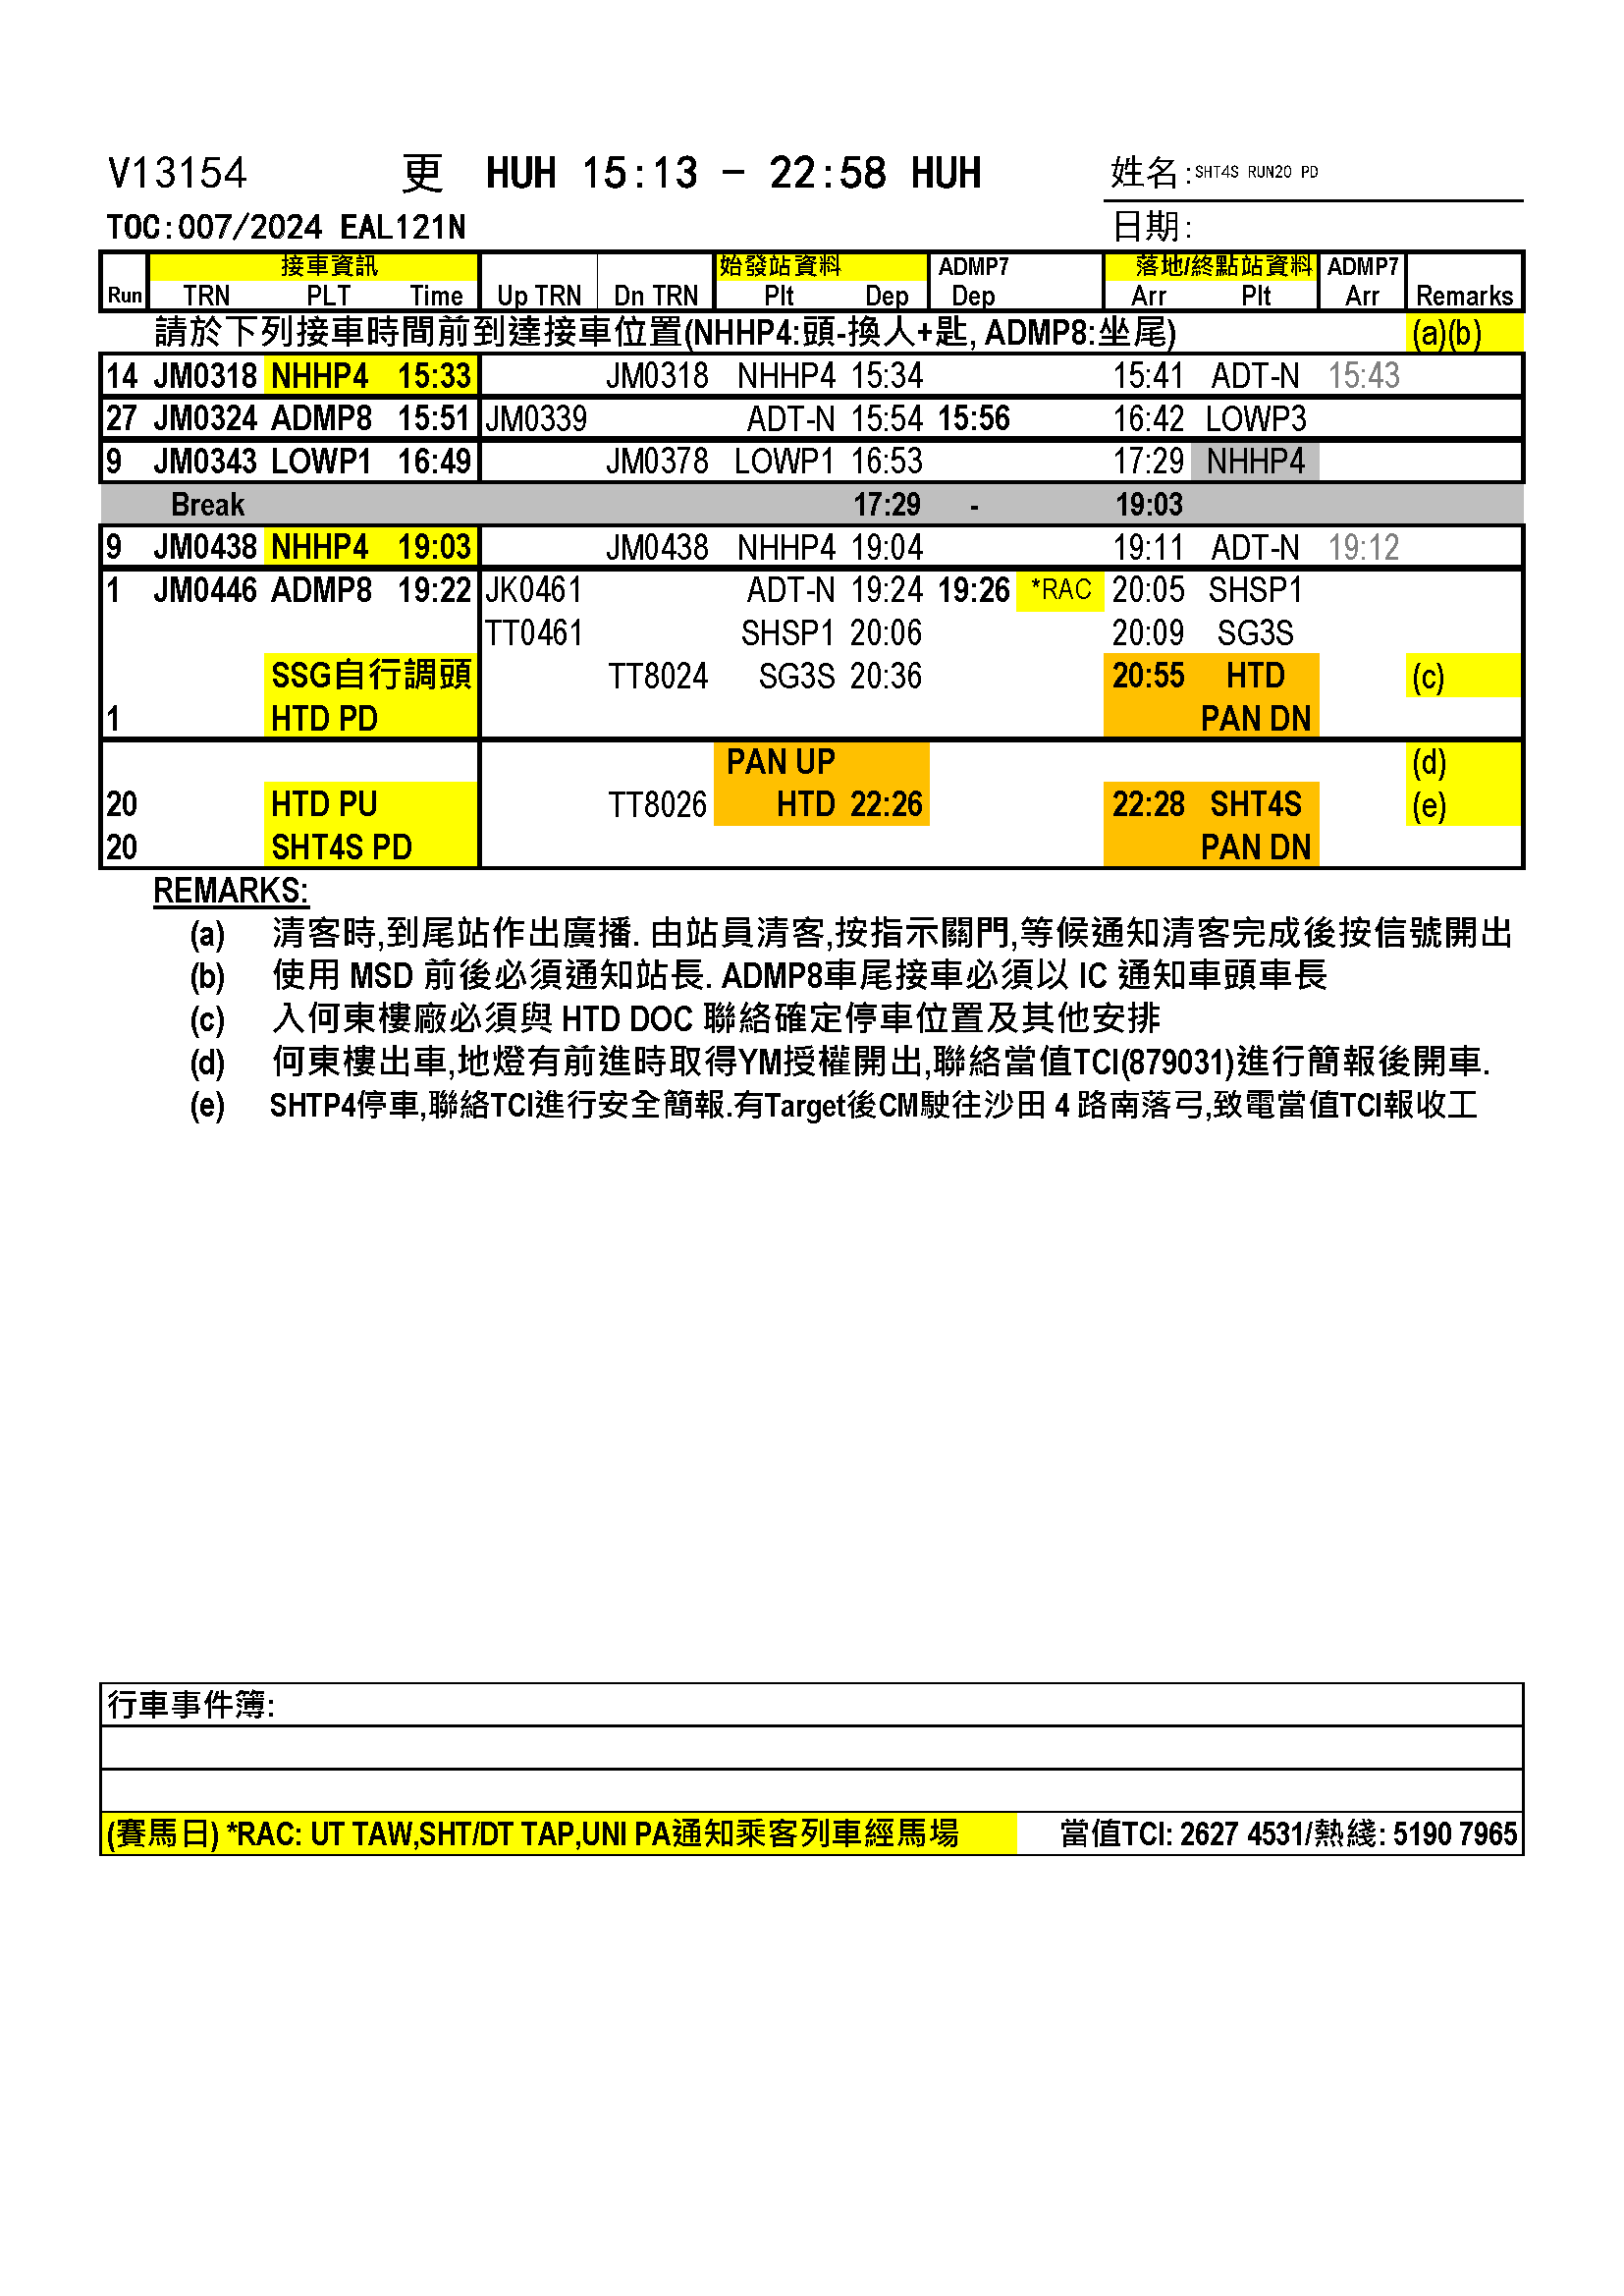 V13154 更 HUH 15:13 - 22:58 HUH 姓名:SHT4S RUN20 PD
TOC:007/2024 EAL121N 日期:
接車資訊 始發站資料 ADMP7 落地/終點站資料 ADMP7
Run TRN PLT Time Up TRN Dn TRN Plt Dep Dep Arr Plt Arr Remarks
請於下列接車時間前到達接車位置(NHHP4:頭-換人+匙, ADMP8:坐尾) (a)(b)
14 JM0318 NHHP4 15:33 JM0318 NHHP4 15:34 15:41 ADT-N 15:43
27 JM0324 ADMP8 15:51 JM0339 ADT-N 15:54 15:56 16:42 LOWP3
9 JM0343 LOWP1 16:49 JM0378 LOWP1 16:53 17:29 NHHP4
Break 17:29 - 19:03
9 JM0438 NHHP4 19:03 JM0438 NHHP4 19:04 19:11 ADT-N 19:12
1 JM0446 ADMP8 19:22 JK0461 ADT-N 19:24 19:26 *RAC 20:05 SHSP1
TT0461 SHSP1 20:06 20:09 SG3S
SSG自行調頭 TT8024 SG3S 20:36 20:55 HTD (c)
1 HTD PD PAN DN
PAN UP (d)
20 HTD PU TT8026 HTD 22:26 22:28 SHT4S (e)
20 SHT4S PD PAN DN
REMARKS:
(a) 清客時,到尾站作出廣播. 由站員清客,按指示關門,等候通知清客完成後按信號開出
(b) 使用 MSD 前後必須通知站長. ADMP8車尾接車必須以 IC 通知車頭車長
(c) 入何東樓廠必須與 HTD DOC 聯絡確定停車位置及其他安排
(d) 何東樓出車,地燈有前進時取得YM授權開出,聯絡當值TCI(879031)進行簡報後開車.
(e) SHTP4停車,聯絡TCI進行安全簡報.有Target後CM駛往沙田 4 路南落弓,致電當值TCI報收工
行車事件簿:
(賽馬日) *RAC: UT TAW,SHT/DT TAP,UNI PA通知乘客列車經馬場 當值TCI: 2627 4531/熱綫: 5190 7965